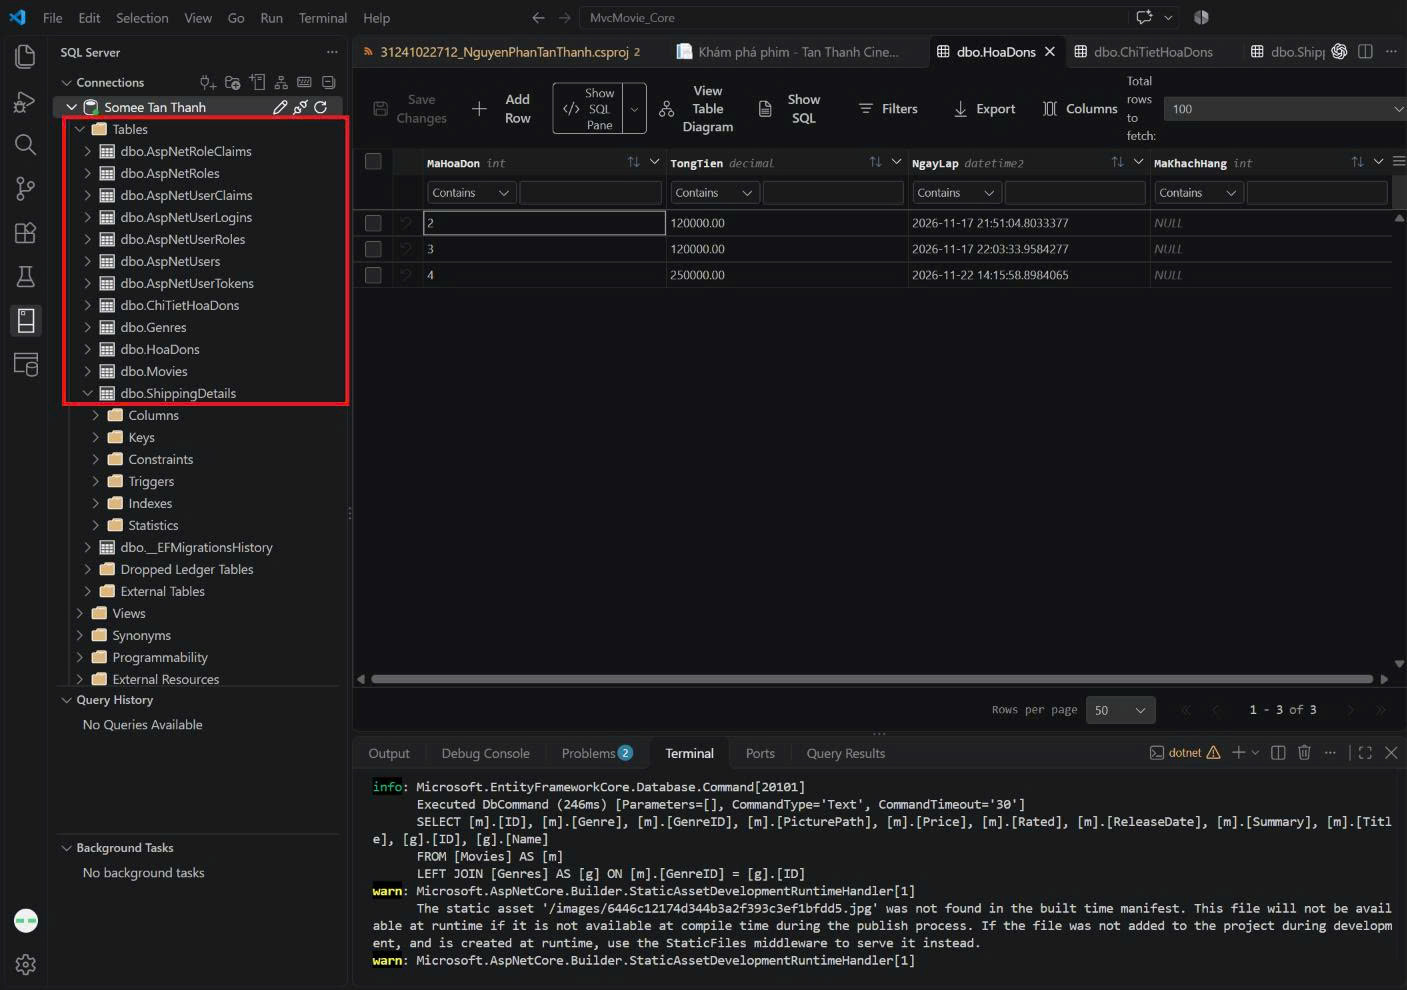 File Edit Selection View Go Run Terminal Help
MvcMovie_Core
SQL Server
31241022712_NguyenPhanTanThanh.csproj 2
Khám phá phim - Tan Thanh Cine...
dbo.HoaDons
dbo.ChiTietHoaDons
dbo.Shipp
Connections
Somee Tan Thanh
Tables
dbo.AspNetRoleClaims
dbo.AspNetRoles
dbo.AspNetUserClaims
dbo.AspNetUserLogins
dbo.AspNetUserRoles
dbo.AspNetUsers
dbo.AspNetUserTokens
dbo.ChiTietHoaDons
dbo.Genres
dbo.HoaDons
dbo.Movies
dbo.ShippingDetails
Columns
Keys
Constraints
Triggers
Indexes
Statistics
dbo.__EFMigrationsHistory
Dropped Ledger Tables
External Tables
Views
Synonyms
Programmability
External Resources
Query History
No Queries Available
Background Tasks
No background tasks
Save
Changes
Add
Row
Show
SQL
Pane
View
Table
Diagram
Show
SQL
Filters
Export
Columns
Total
rows
to
fetch:
100
MaHoaDon int TongTien decimal NgayLap datetime2 MaKhachHang int
Contains Contains Contains Contains
2 120000.00 2026-11-17 21:51:04.8033377 NULL
3 120000.00 2026-11-17 22:03:33.9584277 NULL
4 250000.00 2026-11-22 14:15:58.8984065 NULL
Rows per page 50 1 - 3 of 3
Output Debug Console Problems 2 Terminal Ports Query Results
dotnet
info: Microsoft.EntityFrameworkCore.Database.Command[20101]
Executed DbCommand (246ms) [Parameters=[], CommandType='Text', CommandTimeout='30']
SELECT [m].[ID], [m].[Genre], [m].[GenreID], [m].[PicturePath], [m].[Price], [m].[Rated], [m].[ReleaseDate], [m].[Summary], [m].[Titl
e], [g].[ID], [g].[Name]
FROM [Movies] AS [m]
LEFT JOIN [Genres] AS [g] ON [m].[GenreID] = [g].[ID]
warn: Microsoft.AspNetCore.Builder.StaticAssetDevelopmentRuntimeHandler[1]
The static asset '/images/6446c12174d344b3a2f393c3ef1bfdd5.jpg' was not found in the built time manifest. This file will not be avail
able at runtime if it is not available at compile time during the publish process. If the file was not added to the project during developm
ent, and is created at runtime, use the StaticFiles middleware to serve it instead.
warn: Microsoft.AspNetCore.Builder.StaticAssetDevelopmentRuntimeHandler[1]